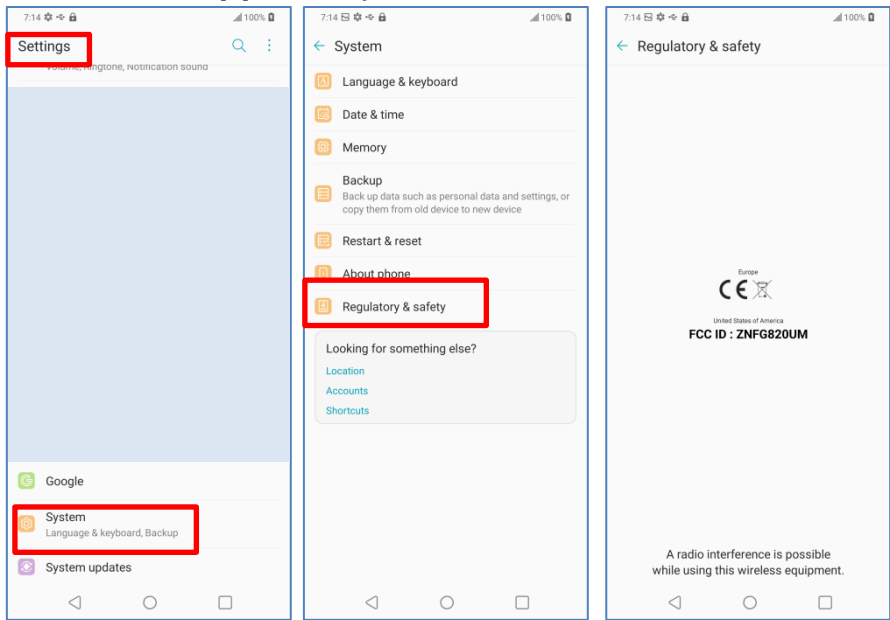 7:14
100%
Settings
Volume, Ringtone, Notification sound
Google
System
Language & keyboard, Backup
System updates
7:14
100%
System
Language & keyboard
Date & time
Memory
Backup
Back up data such as personal data and settings, or
copy them from old device to new device
Restart & reset
About phone
Regulatory & safety
Looking for something else?
Location
Accounts
Shortcuts
7:14
100%
Regulatory & safety
Europe
CE
United States of America
FCC ID : ZNFG820UM
A radio interference is possible
while using this wireless equipment.